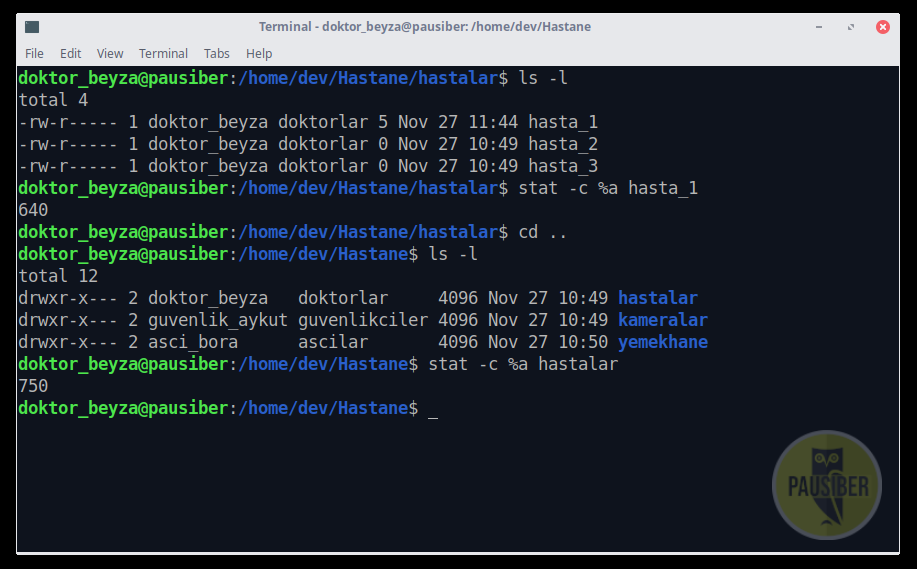 Terminal - doktor_beyza@pausiber: /home/dev/Hastane
File Edit View Terminal Tabs Help
doktor_beyza@pausiber:/home/dev/Hastane/hastalar$ ls -l
total 4
-rw-r----- 1 doktor_beyza doktorlar 5 Nov 27 11:44 hasta_1
-rw-r----- 1 doktor_beyza doktorlar 0 Nov 27 10:49 hasta_2
-rw-r----- 1 doktor_beyza doktorlar 0 Nov 27 10:49 hasta_3
doktor_beyza@pausiber:/home/dev/Hastane/hastalar$ stat -c %a hasta_1
640
doktor_beyza@pausiber:/home/dev/Hastane/hastalar$ cd ..
doktor_beyza@pausiber:/home/dev/Hastane$ ls -l
total 12
drwxr-x--- 2 doktor_beyza   doktorlar     4096 Nov 27 10:49 hastalar
drwxr-x--- 2 guvenlik_aykut guvenlikciler 4096 Nov 27 10:49 kameralar
drwxr-x--- 2 asci_bora      ascilar       4096 Nov 27 10:50 yemekhane
doktor_beyza@pausiber:/home/dev/Hastane$ stat -c %a hastalar
750
doktor_beyza@pausiber:/home/dev/Hastane$ _
PAUSİBER